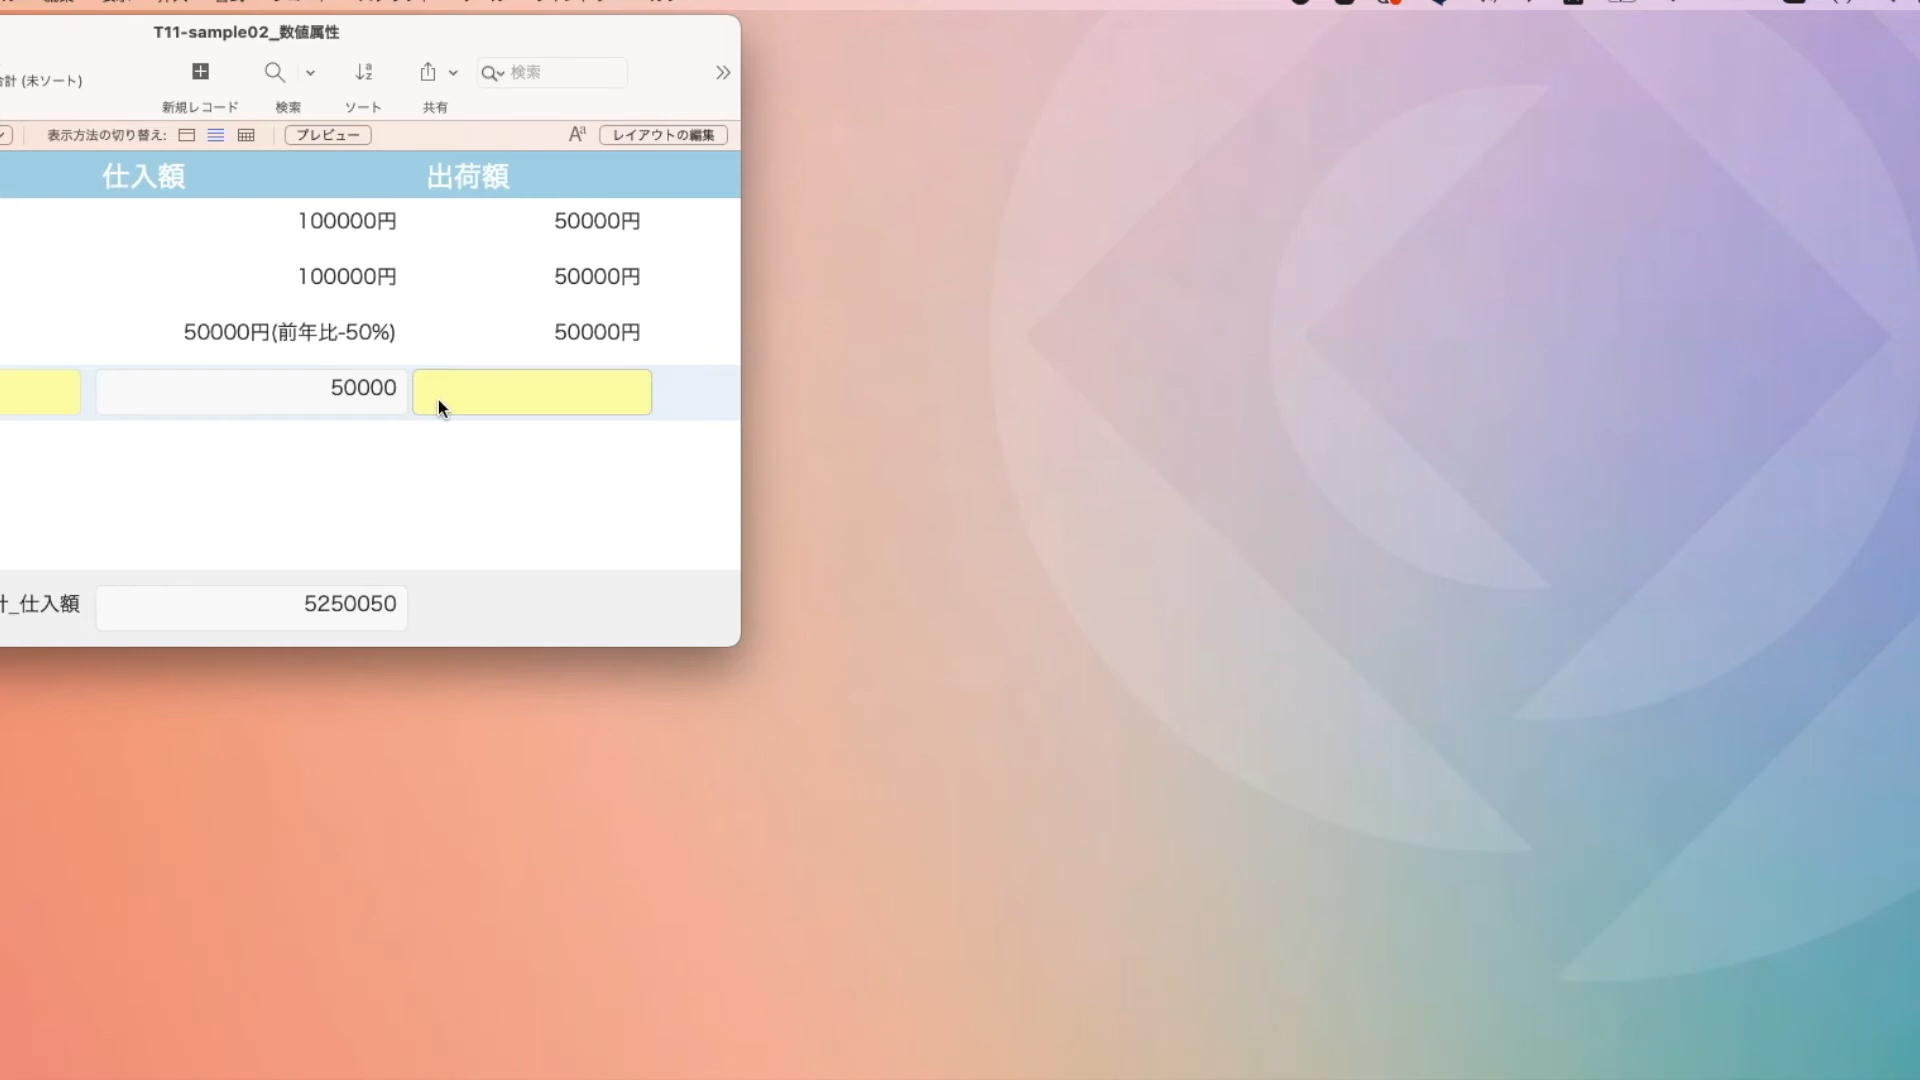 T11-sample02_数値属性
合計 (未ソート)
検索
新規レコード
検索
ソート
共有
表示方法の切り替え:
プレビュー
Aa
レイアウトの編集
仕入額
出荷額
100000円
50000円
100000円
50000円
50000円(前年比-50%)
50000円
50000
計_仕入額
5250050